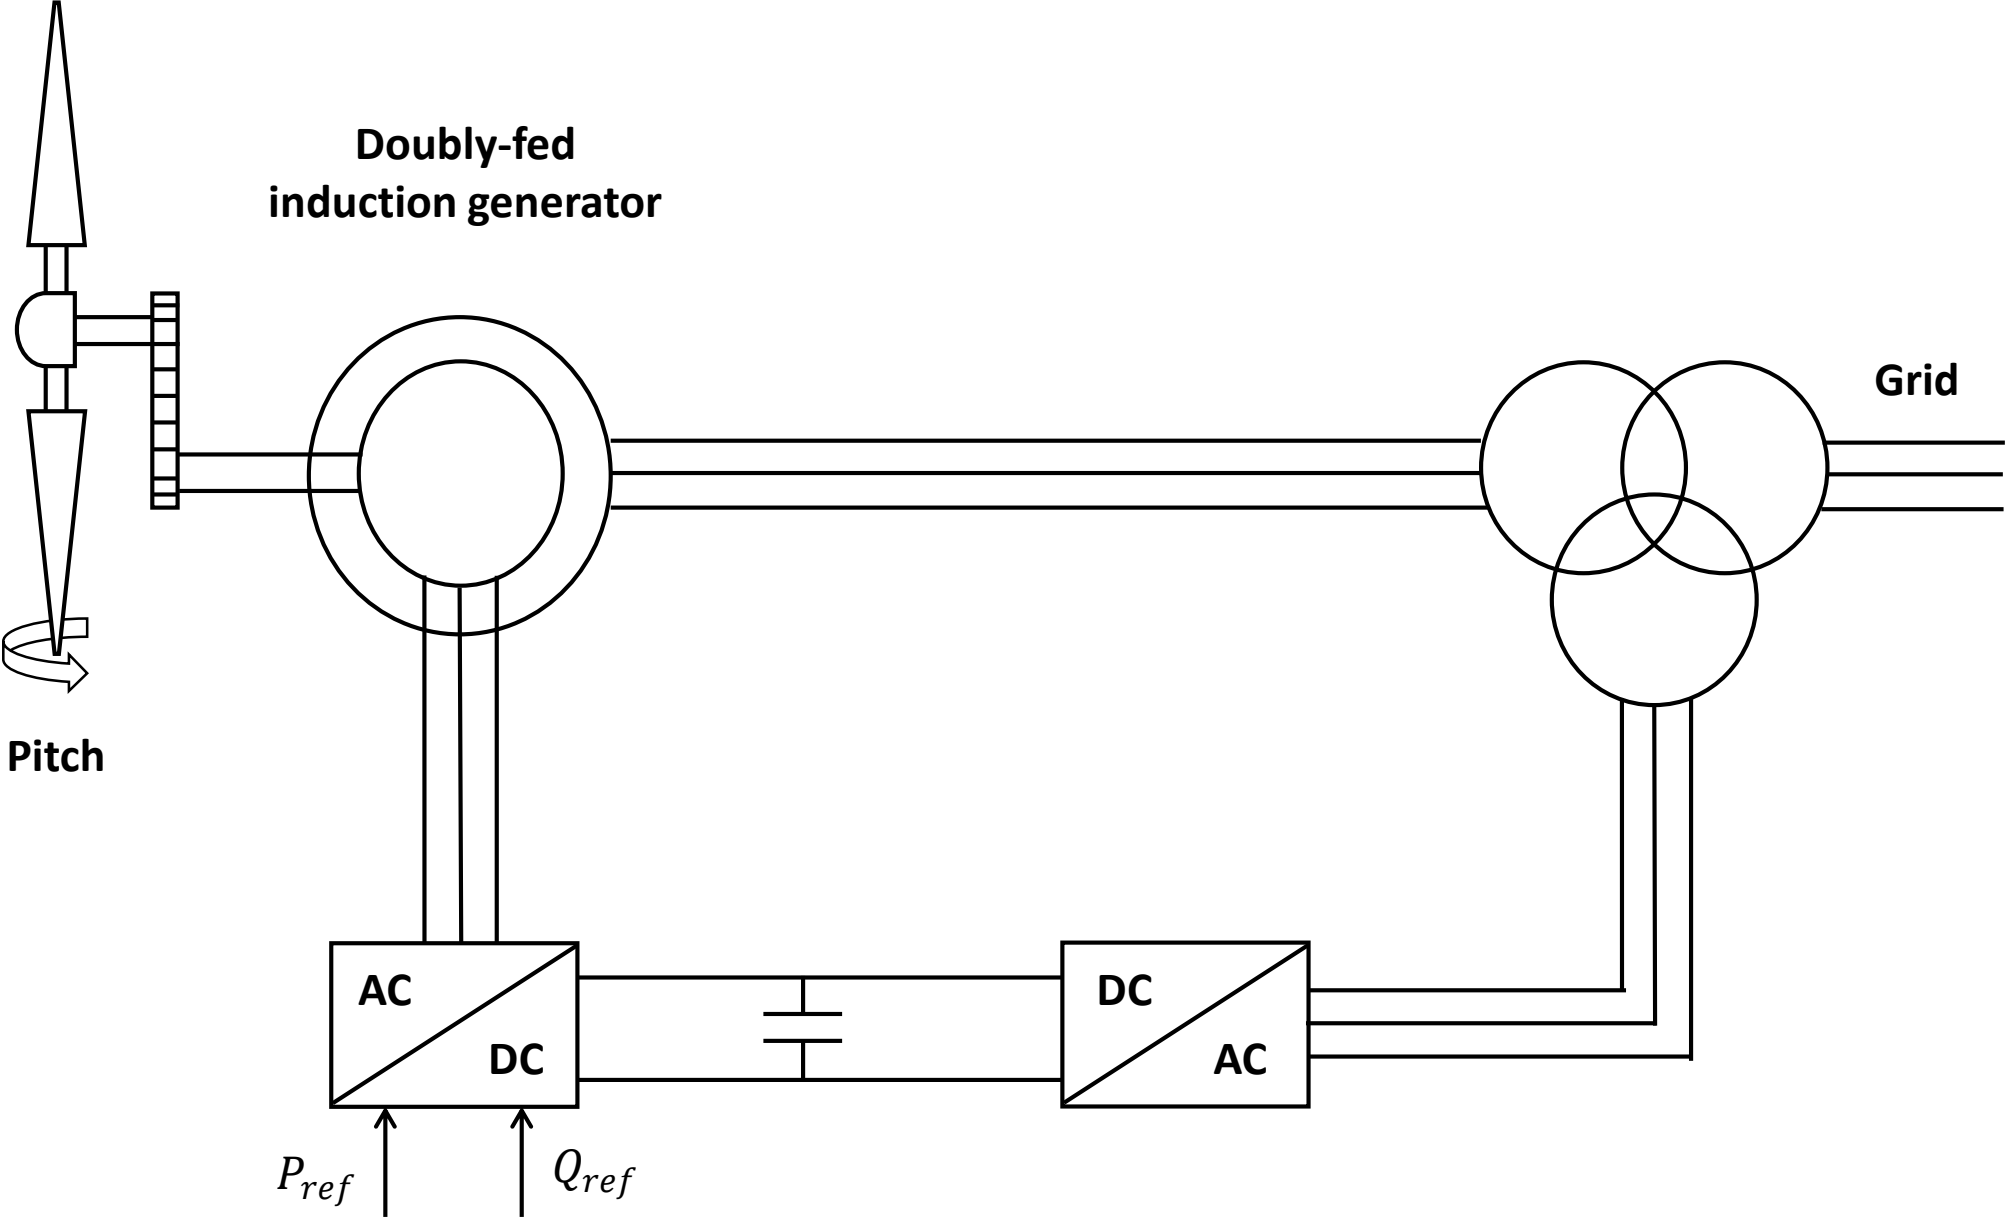 Doubly-fed
induction generator
Grid
Pitch
AC
DC
DC
AC
P_ref
Q_ref